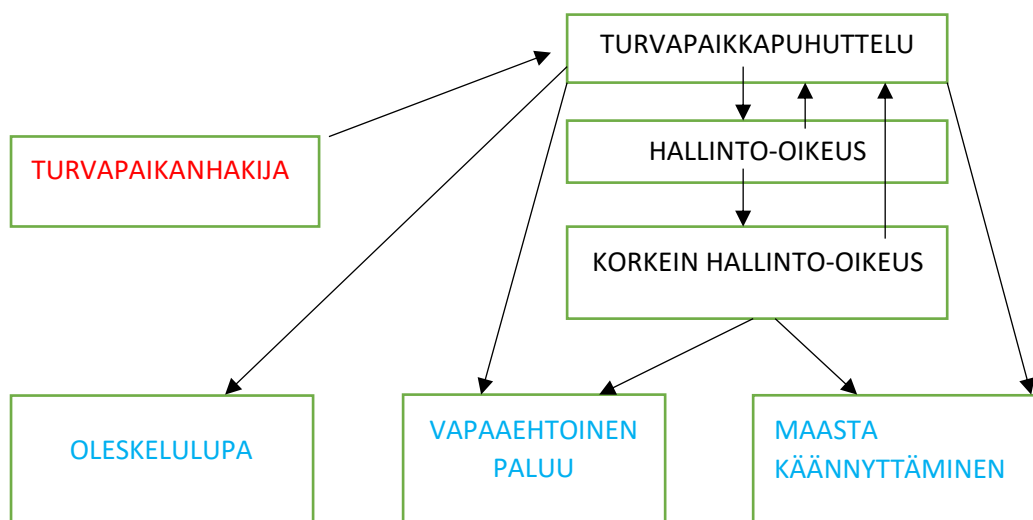 TURVAPAIKKAPUHUTTELU
TURVAPAIKANHAKIJA
HALLINTO-OIKEUS
KORKEIN HALLINTO-OIKEUS
OLESKELULUPA
VAPAAEHTOINEN
PALUU
MAASTA
KÄÄNNYTTÄMINEN